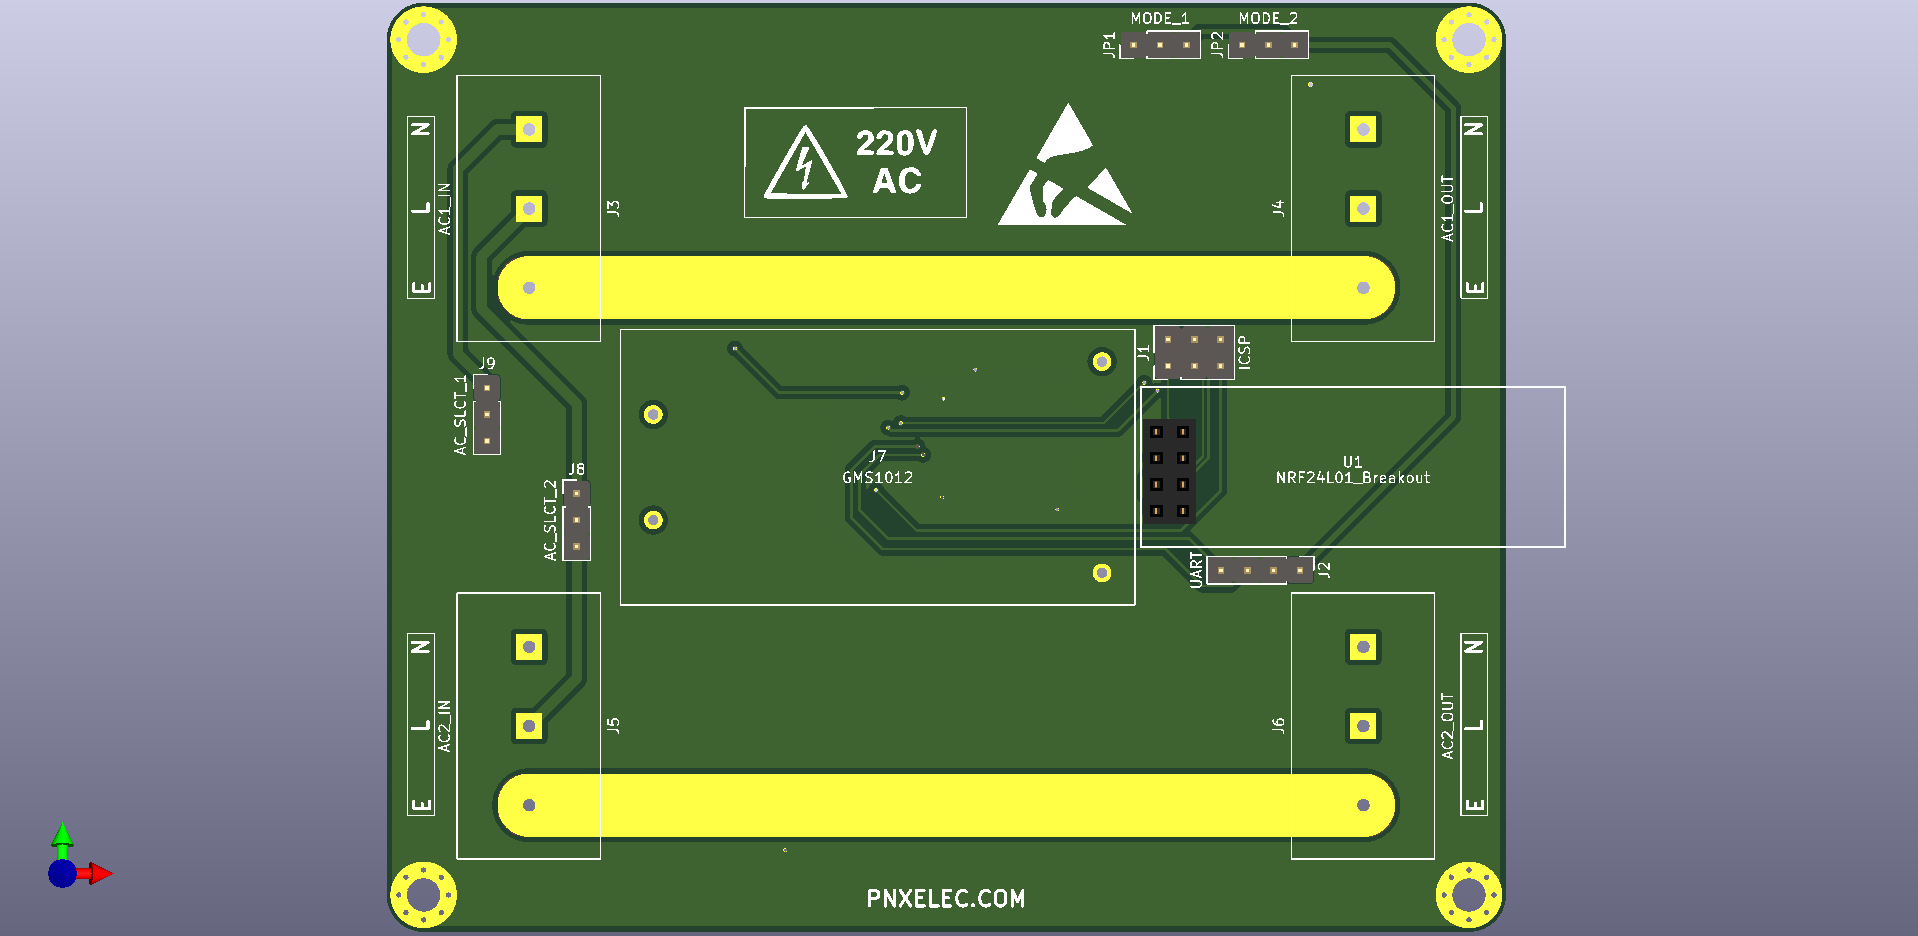 MODE_1
MODE_2
JP1
JP2
220V
AC
N
L
E
AC1_IN
J3
J4
AC1_OUT
N
L
E
J1
ICSP
J9
AC_SLCT_1
J8
AC_SLCT_2
J7
GMS1012
U1
NRF24L01_Breakout
UART
J2
N
L
E
AC2_IN
J5
J6
AC2_OUT
N
L
E
PNXELEC.COM